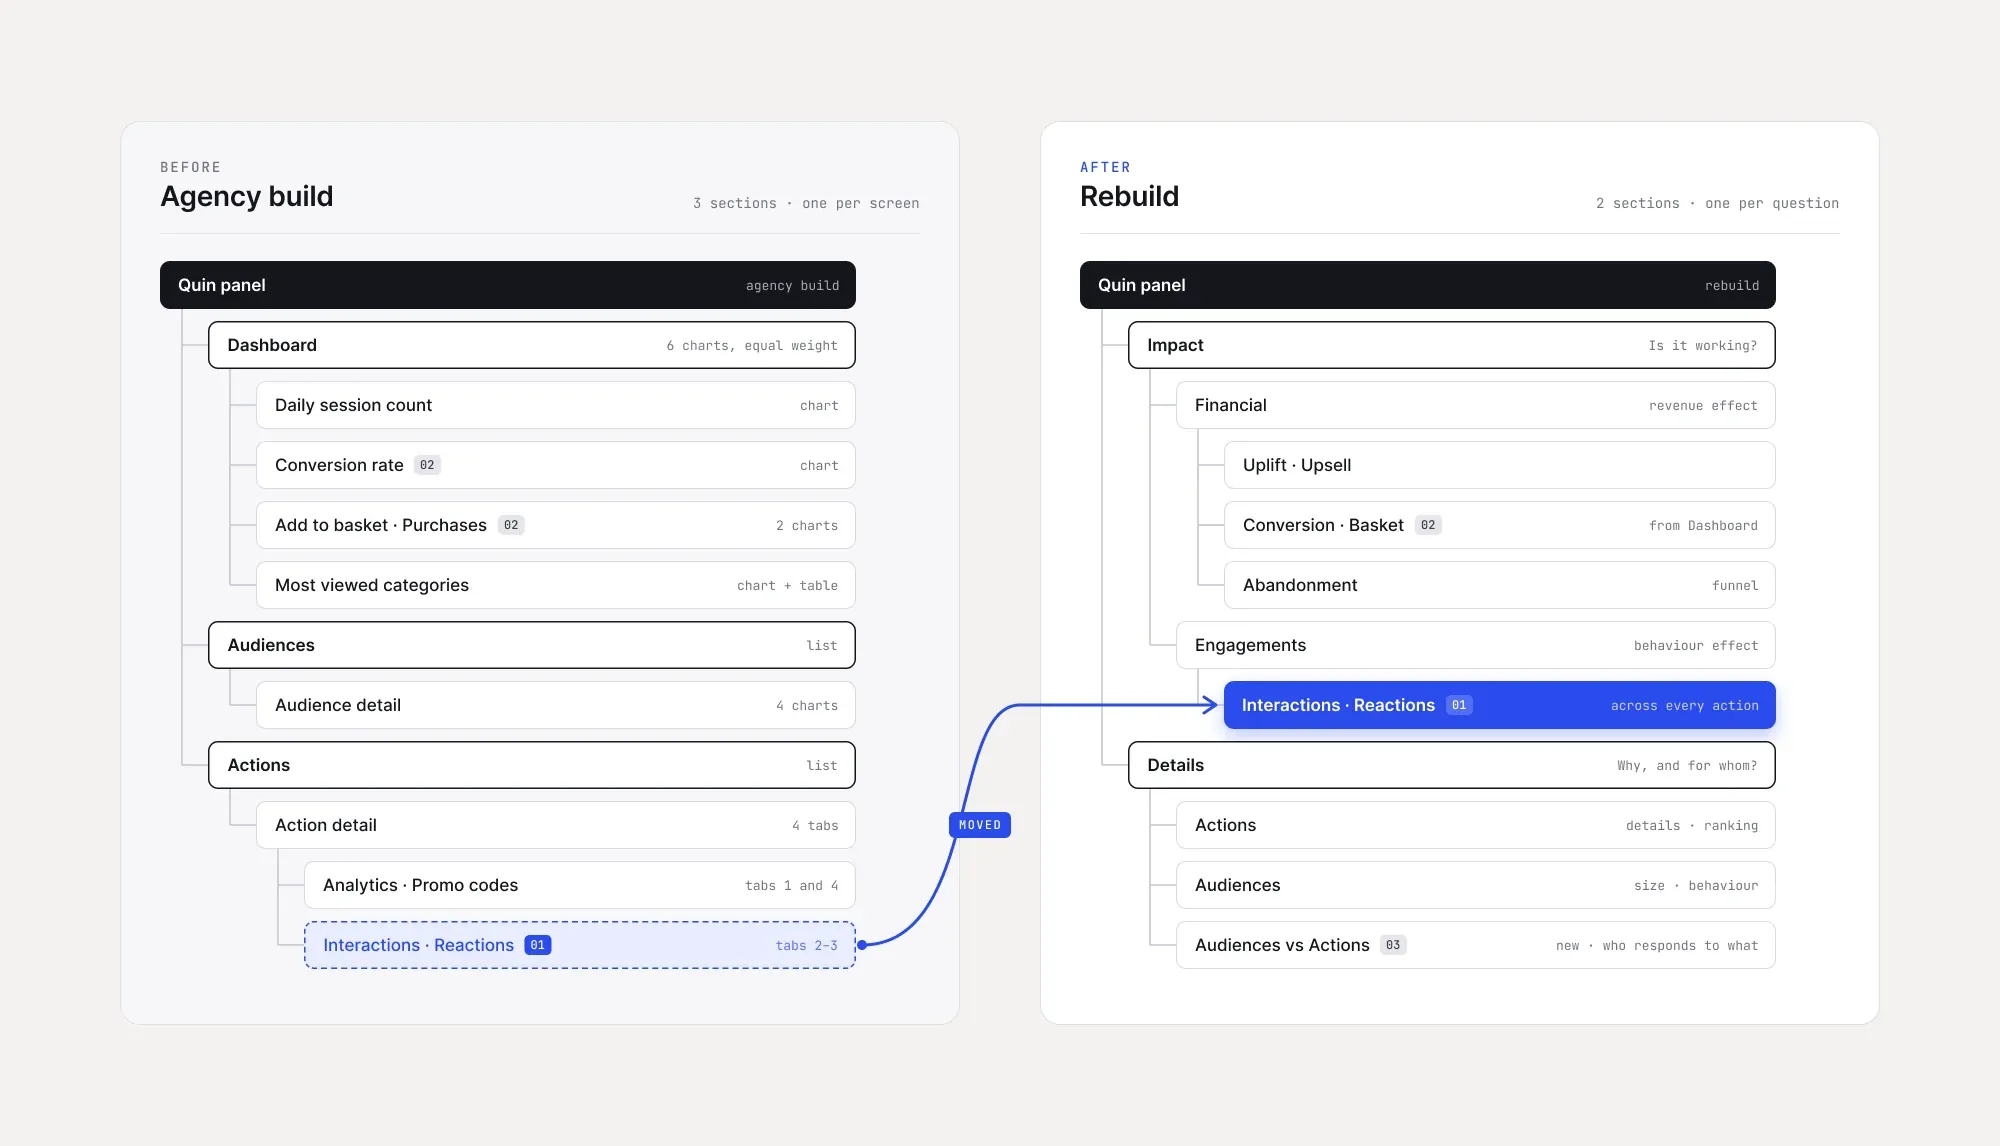 BEFORE
Agency build
3 sections · one per screen
Quin panel agency build
Dashboard 6 charts, equal weight
Daily session count chart
Conversion rate 02 chart
Add to basket · Purchases 02 2 charts
Most viewed categories chart + table
Audiences list
Audience detail 4 charts
Actions list
Action detail 4 tabs
Analytics · Promo codes tabs 1 and 4
Interactions · Reactions 01 tabs 2–3
MOVED
AFTER
Rebuild
2 sections · one per question
Quin panel rebuild
Impact Is it working?
Financial revenue effect
Uplift · Upsell
Conversion · Basket 02 from Dashboard
Abandonment funnel
Engagements behaviour effect
Interactions · Reactions 01 across every action
Details Why, and for whom?
Actions details · ranking
Audiences size · behaviour
Audiences vs Actions 03 new · who responds to what